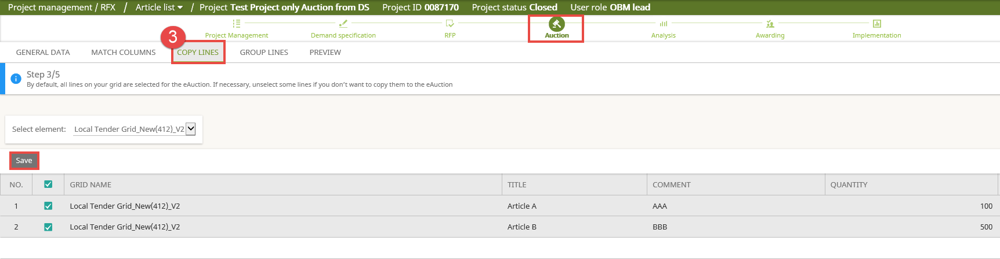 Project management / RFX / Article list / Project Test Project only Auction from DS Project ID 0087170 Project status Closed User role OBM lead
Project Management Demand specification RFP Auction Analysis Awarding Implementation
3
GENERAL DATA MATCH COLUMNS COPY LINES GROUP LINES PREVIEW
Step 3/5
By default, all lines on your grid are selected for the eAuction. If necessary, unselect some lines if you don't want to copy them to the eAuction
Select element: Local Tender Grid_New(412)_V2
Save
NO. GRID NAME TITLE COMMENT QUANTITY
1 Local Tender Grid_New(412)_V2 Article A AAA 100
2 Local Tender Grid_New(412)_V2 Article B BBB 500